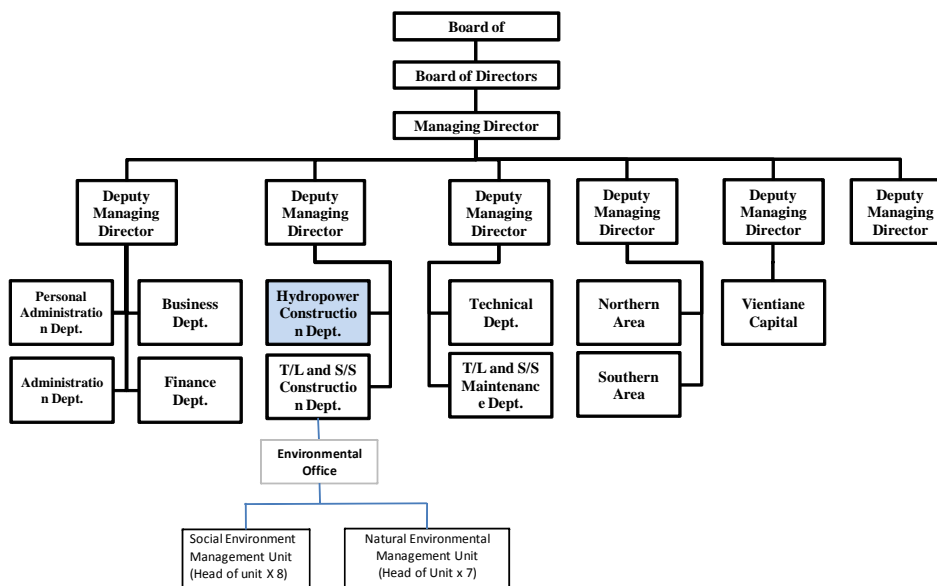 Board of
Board of Directors
Managing Director
Deputy
Managing
Director
Deputy
Managing
Director
Deputy
Managing
Director
Deputy
Managing
Director
Deputy
Managing
Director
Deputy
Managing
Director
Personal
Administratio
n Dept.
Business
Dept.
Hydropower
Constructio
n Dept.
Technical
Dept.
Northern
Area
Vientiane
Capital
Administratio
n Dept.
Finance
Dept.
T/L and S/S
Constructio
n Dept.
T/L and S/S
Maintenanc
e Dept.
Southern
Area
Environmental
Office
Social Environment
Management Unit
(Head of unit X 8)
Natural Environmental
Management Unit
(Head of Unit x 7)